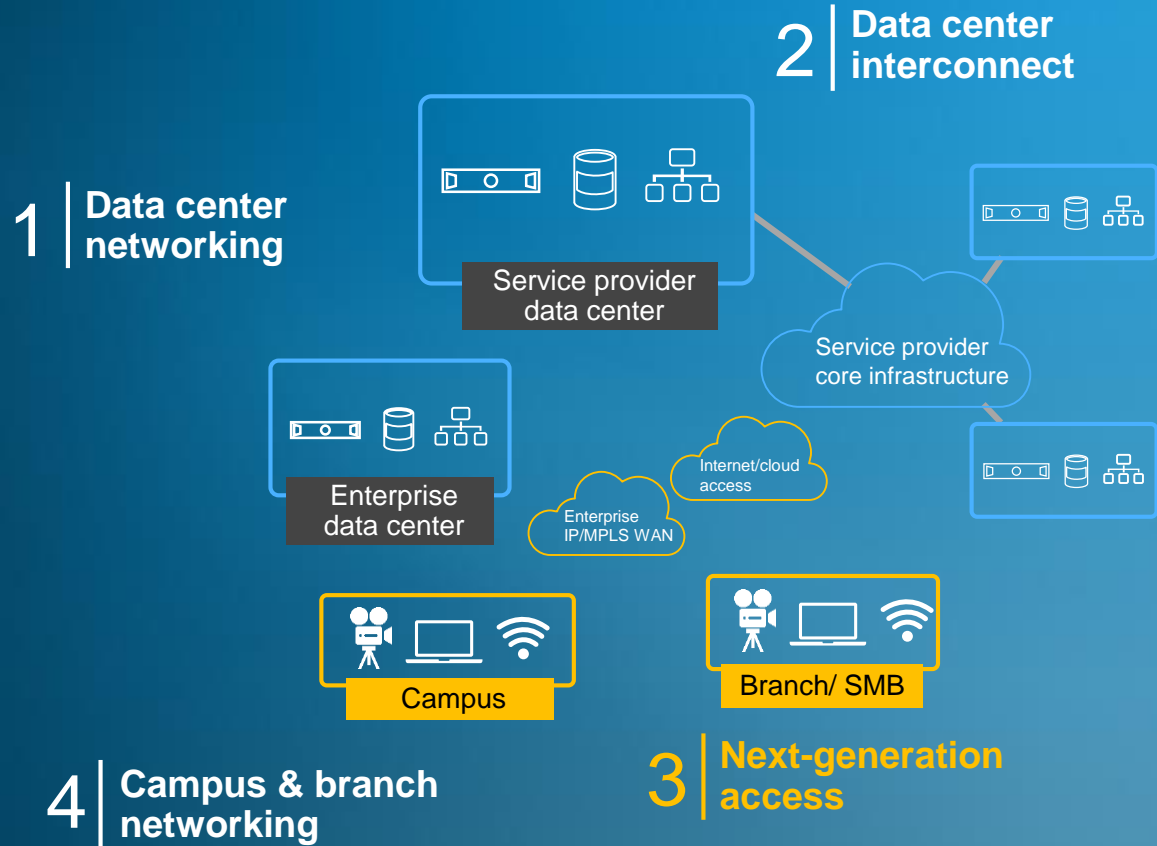 2
Data center
interconnect
1
Data center
networking
Service provider
data center
Service provider
core infrastructure
Enterprise
data center
Internet/cloud
access
Enterprise
IP/MPLS WAN
Campus
Branch/ SMB
3
Next-generation
access
4
Campus & branch
networking